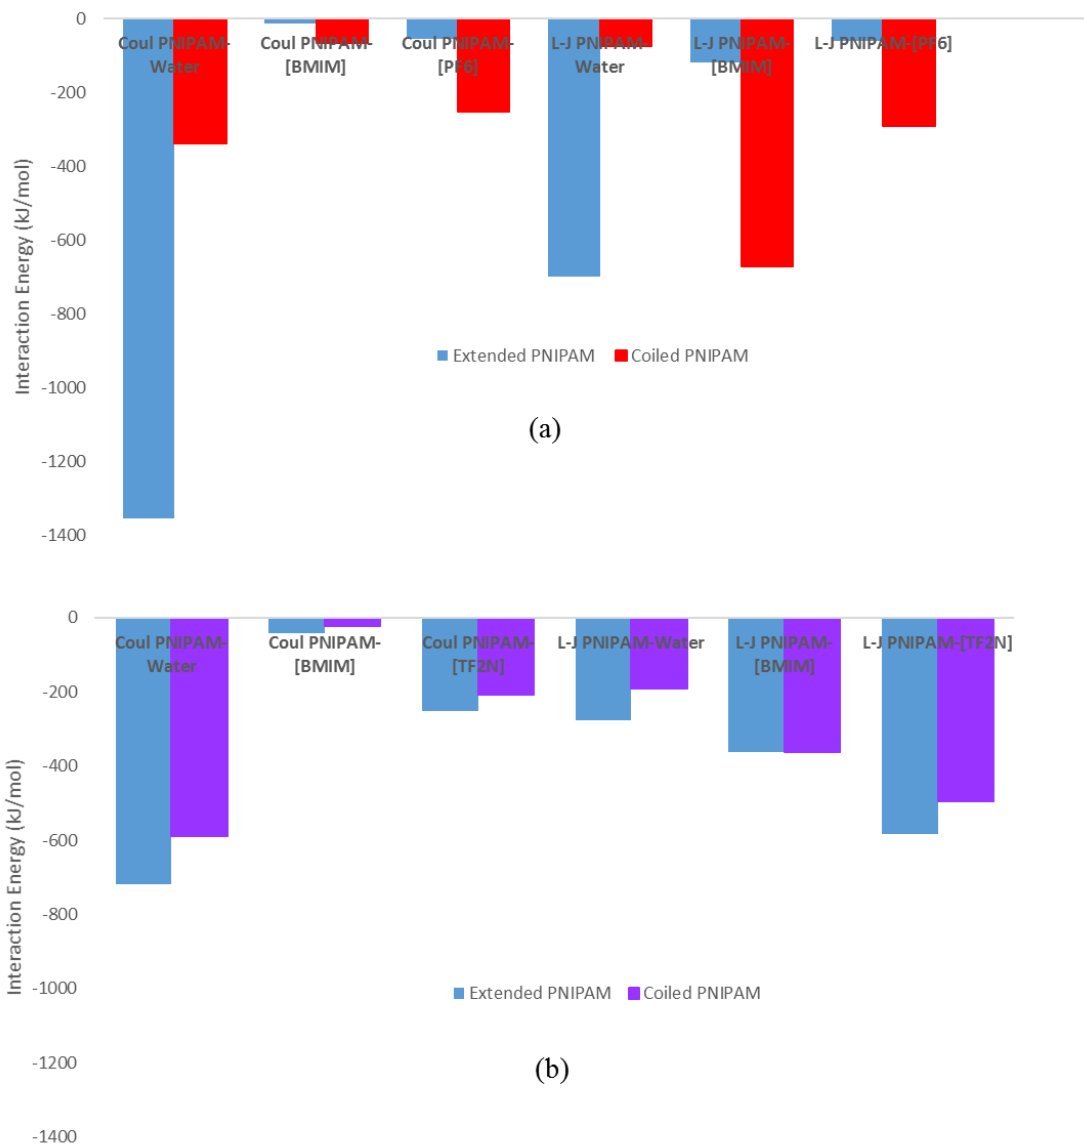 0
Coul PNIPAM-
Water
Coul PNIPAM-
[BMIM]
Coul PNIPAM-
[PF6]
L-J PNIPAM-
Water
L-J PNIPAM-
[BMIM]
L-J PNIPAM-[PF6]
-200
-400
-600
-800
-1000
-1200
-1400
Interaction Energy (kJ/mol)
Extended PNIPAM
Coiled PNIPAM
(a)
0
Coul PNIPAM-
Water
Coul PNIPAM-
[BMIM]
Coul PNIPAM-
[TF2N]
L-J PNIPAM-Water
L-J PNIPAM-
[BMIM]
L-J PNIPAM-[TF2N]
-200
-400
-600
-800
-1000
-1200
-1400
Interaction Energy (kJ/mol)
Extended PNIPAM
Coiled PNIPAM
(b)